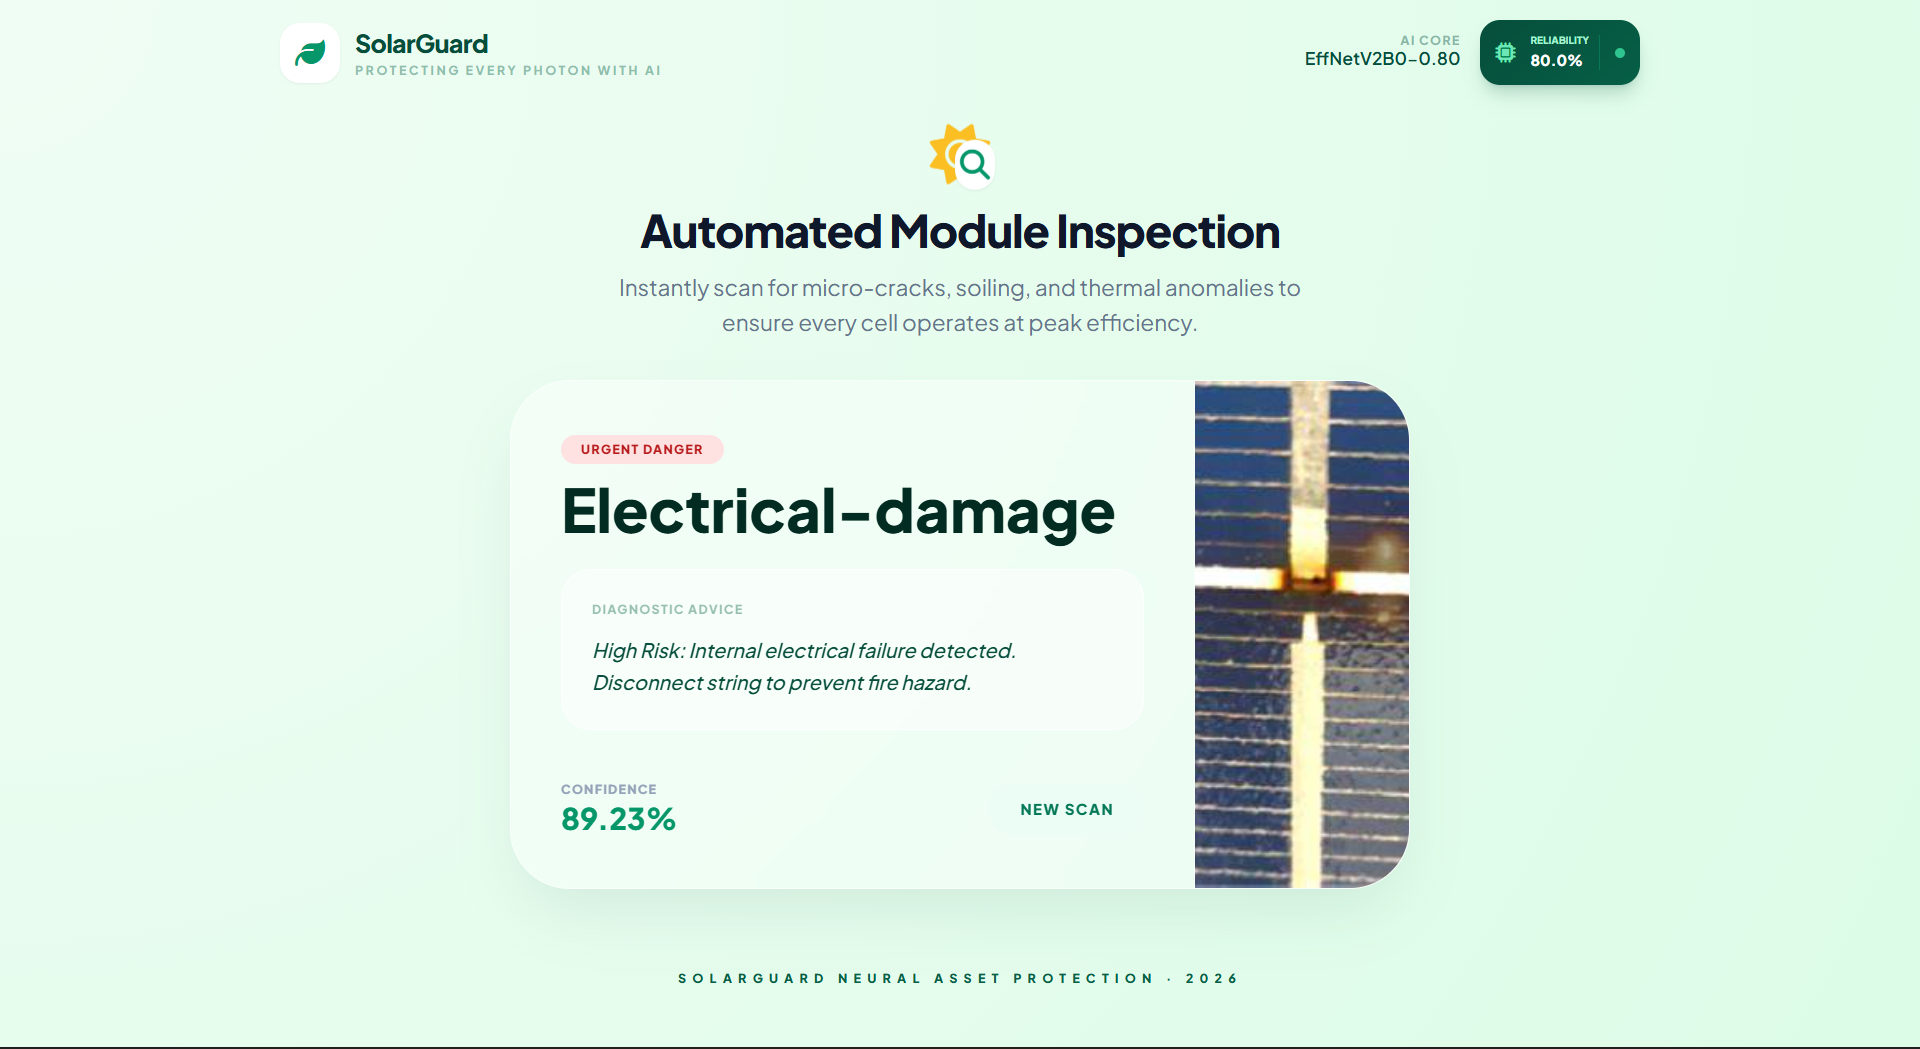 SolarGuard
PROTECTING EVERY PHOTON WITH AI
AI CORE
EffNetV2B0-0.80
RELIABILITY
80.0%
Automated Module Inspection
Instantly scan for micro-cracks, soiling, and thermal anomalies to
ensure every cell operates at peak efficiency.
URGENT DANGER
Electrical-damage
DIAGNOSTIC ADVICE
High Risk: Internal electrical failure detected.
Disconnect string to prevent fire hazard.
CONFIDENCE
89.23%
NEW SCAN
SOLARGUARD NEURAL ASSET PROTECTION · 2026